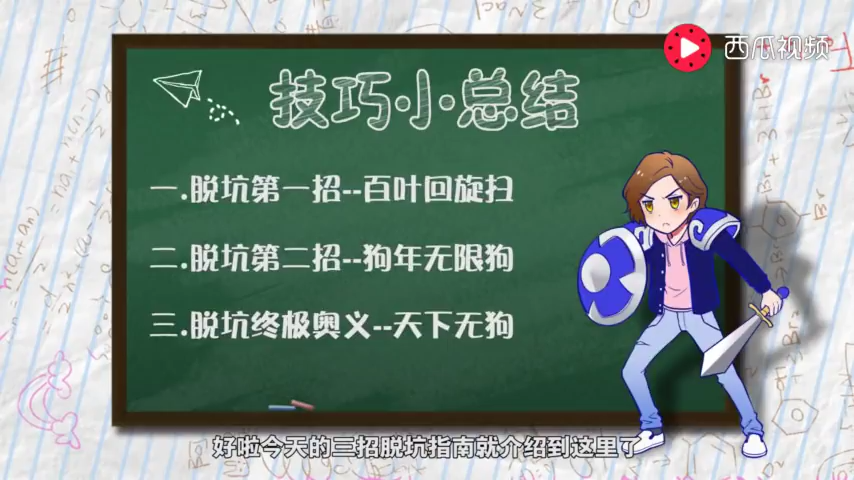 西瓜视频
技巧·小·总结
一.脱坑第一招--百叶回旋扫
二.脱坑第二招--狗年无限狗
三.脱坑终极奥义--天下无狗
好啦今天的三招脱坑指南就介绍到这里了